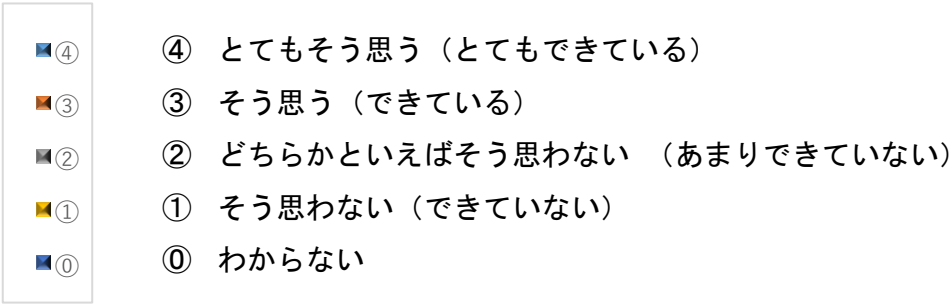 ④ ④ とてもそう思う（とてもできている）
③ ③ そう思う（できている）
② ② どちらかといえばそう思わない （あまりできていない）
① ① そう思わない（できていない）
⓪ ⓪ わからない